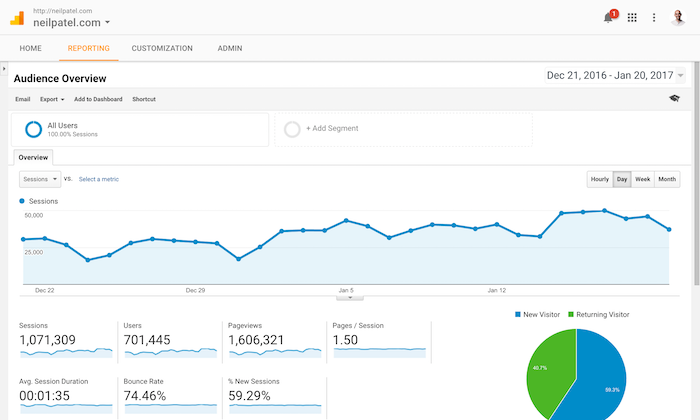 http://neilpatel.com
neilpatel.com
1
HOME REPORTING CUSTOMIZATION ADMIN
Audience Overview
Dec 21, 2016 - Jan 20, 2017
Email Export Add to Dashboard Shortcut
All Users
100.00% Sessions
+ Add Segment
Overview
Sessions vs. Select a metric
Hourly Day Week Month
Sessions
50,000
25,000
Dec 22 Dec 29 Jan 5 Jan 12
New Visitor Returning Visitor
Sessions Users Pageviews Pages / Session
1,071,309 701,445 1,606,321 1.50
Avg. Session Duration Bounce Rate % New Sessions
00:01:35 74.46% 59.29%
40.7%
59.3%